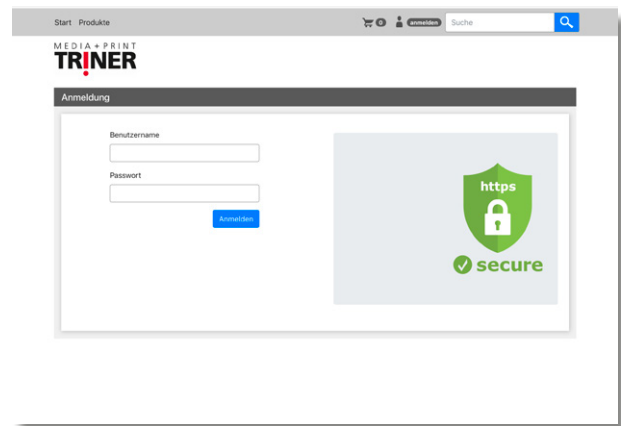 Start Produkte
0 anmelden Suche
MEDIA+PRINT
TRINER
Anmeldung
Benutzername
Passwort
Anmelden
https
secure